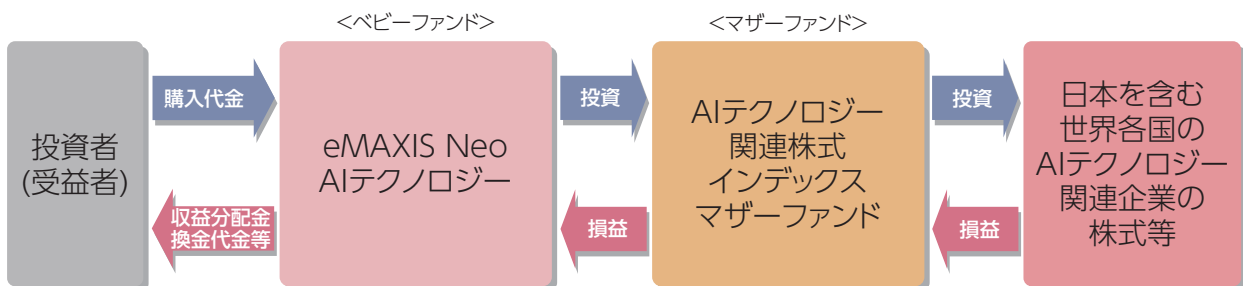 <ベビーファンド>
<マザーファンド>
投資者
(受益者)
購入代金
収益分配金
換金代金等
eMAXIS Neo
AIテクノロジー
投資
損益
AIテクノロジー
関連株式
インデックス
マザーファンド
投資
損益
日本を含む
世界各国の
AIテクノロジー
関連企業の
株式等